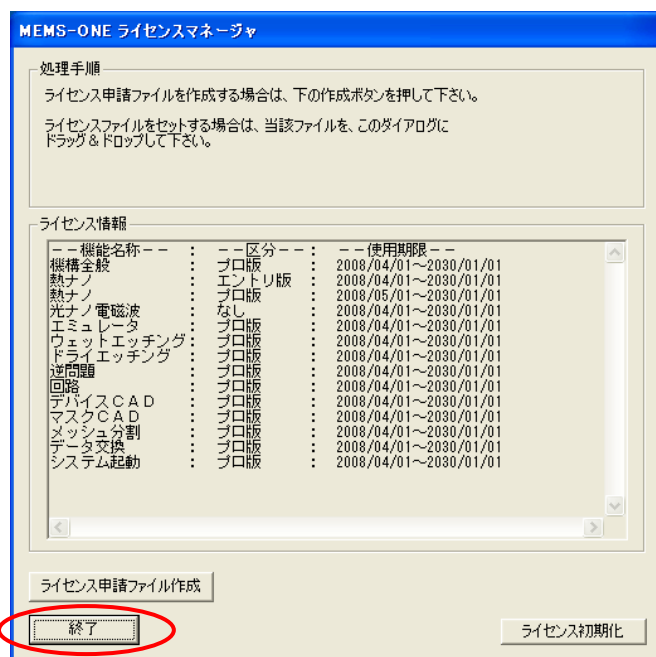 MEMS-ONE ライセンスマネージャ
処理手順
ライセンス申請ファイルを作成する場合は、下の作成ボタンを押して下さい。
ライセンスファイルをセットする場合は、当該ファイルを、このダイアログに
ドラッグ＆ドロップして下さい。
ライセンス情報
－－機能名称－－ ： －－区分－－： －－使用期限－－
機構全般 ： プロ版 ： 2008/04/01～2030/01/01
熱ナノ ： エントリ版 ： 2008/04/01～2030/01/01
熱ナノ ： プロ版 ： 2008/05/01～2030/01/01
光ナノ電磁波 ： なし ： 2008/04/01～2030/01/01
エミュレータ ： プロ版 ： 2008/04/01～2030/01/01
ウェットエッチング： プロ版 ： 2008/04/01～2030/01/01
ドライエッチング ： プロ版 ： 2008/04/01～2030/01/01
逆問題 ： プロ版 ： 2008/04/01～2030/01/01
回路 ： プロ版 ： 2008/04/01～2030/01/01
デバイスＣＡＤ ： プロ版 ： 2008/04/01～2030/01/01
マスクＣＡＤ ： プロ版 ： 2008/04/01～2030/01/01
メッシュ分割 ： プロ版 ： 2008/04/01～2030/01/01
データ交換 ： プロ版 ： 2008/04/01～2030/01/01
システム起動 ： プロ版 ： 2008/04/01～2030/01/01
ライセンス申請ファイル作成
終了
ライセンス初期化